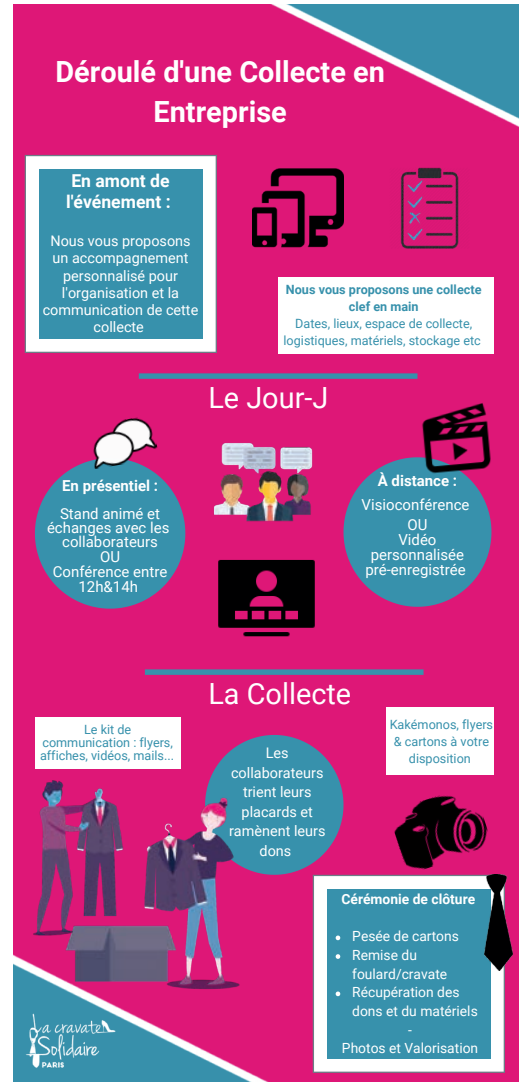 Déroulé d'une Collecte en
Entreprise
En amont de
l'événement :
Nous vous proposons
un accompagnement
personnalisé pour
l'organisation et la
communication de cette
collecte
Nous vous proposons une collecte
clef en main
Dates, lieux, espace de collecte,
logistiques, matériels, stockage etc
Le Jour-J
En présentiel :
Stand animé et
échanges avec les
collaborateurs
OU
Conférence entre
12h&14h
À distance :
Visioconférence
OU
Vidéo
personnalisée
pré-enregistrée
La Collecte
Le kit de
communication : flyers,
affiches, vidéos, mails...
Les
collaborateurs
trient leurs
placards et
ramènent leurs
dons
Kakémonos, flyers
& cartons à votre
disposition
Cérémonie de clôture
• Pesée de cartons
• Remise du
foulard/cravate
• Récupération des
dons et du matériels
-
Photos et Valorisation
La cravate
Solidaire
PARIS